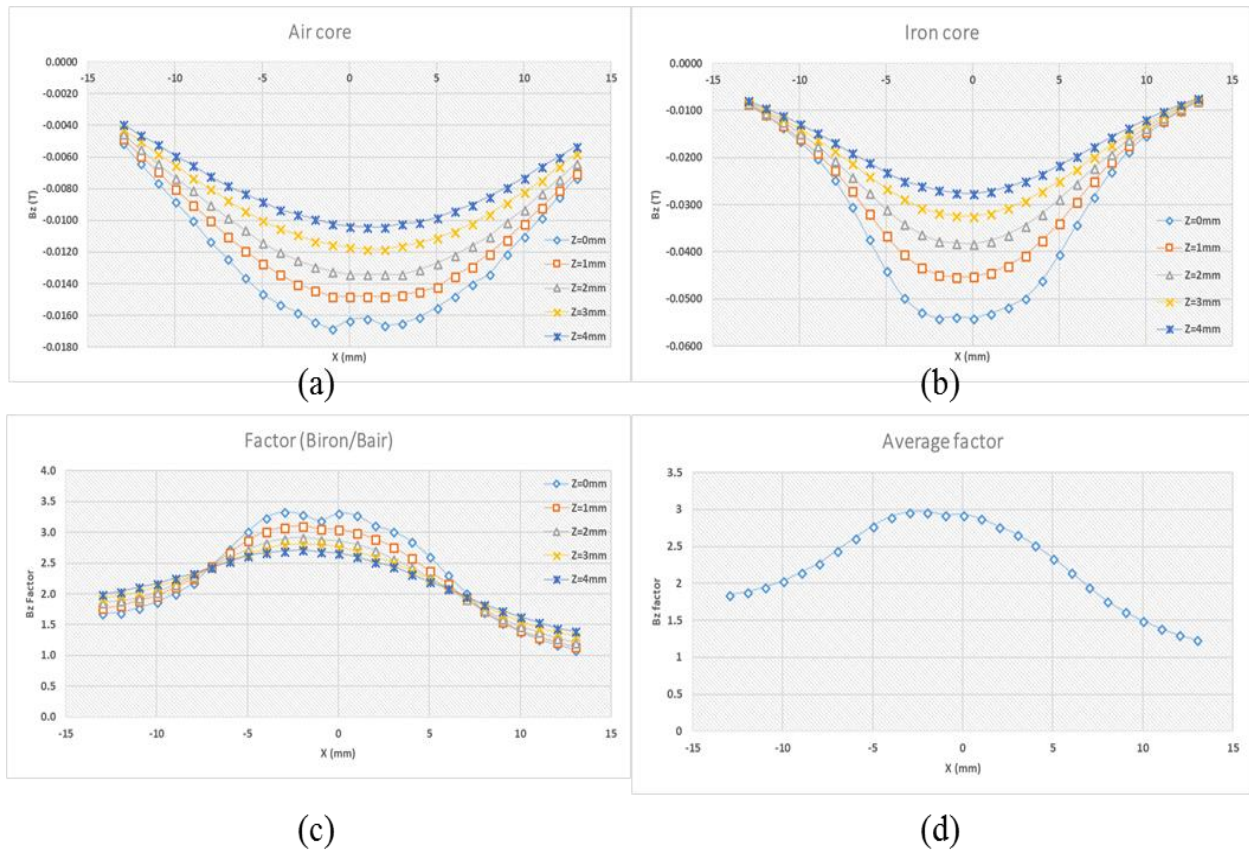 Air core
0.0000
-15 -10 -5 0 5 10 15
-0.0020
-0.0040
-0.0060
-0.0080
-0.0100
-0.0120
-0.0140
-0.0160
-0.0180
Bz (T)
X (mm)
Z=0mm
Z=1mm
Z=2mm
Z=3mm
Z=4mm
(a)
Iron core
0.0000
-15 -10 -5 0 5 10 15
-0.0100
-0.0200
-0.0300
-0.0400
-0.0500
-0.0600
Bz (T)
X (mm)
Z=0mm
Z=1mm
Z=2mm
Z=3mm
Z=4mm
(b)
Factor (Biron/Bair)
4.0
3.5
3.0
2.5
2.0
1.5
1.0
0.5
0.0
Bz Factor
-15 -10 -5 0 5 10 15
X (mm)
Z=0mm
Z=1mm
Z=2mm
Z=3mm
Z=4mm
(c)
Average factor
3.5
3
2.5
2
1.5
1
0.5
0
Bz factor
-15 -10 -5 0 5 10 15
X (mm)
(d)